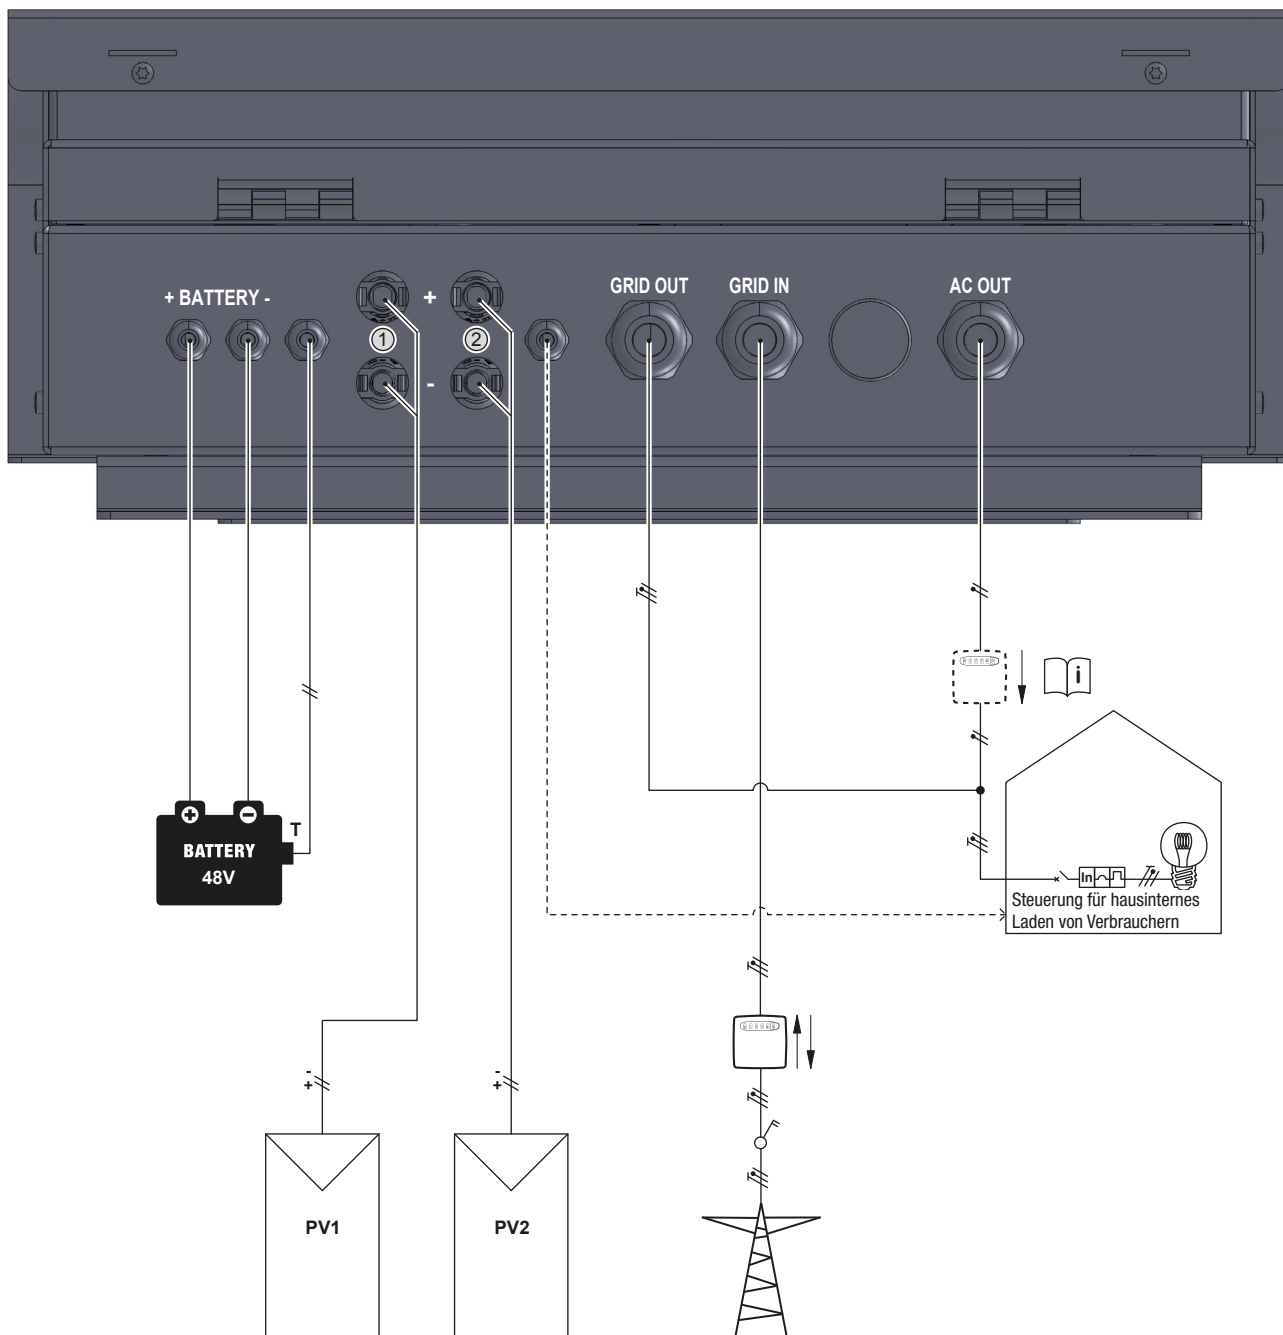 + BATTERY -
+
1
2
-
GRID OUT
GRID IN
AC OUT
i
T
BATTERY
48V
In
Steuerung für hausinternes
Laden von Verbrauchern
-
+
-
+
PV1
PV2